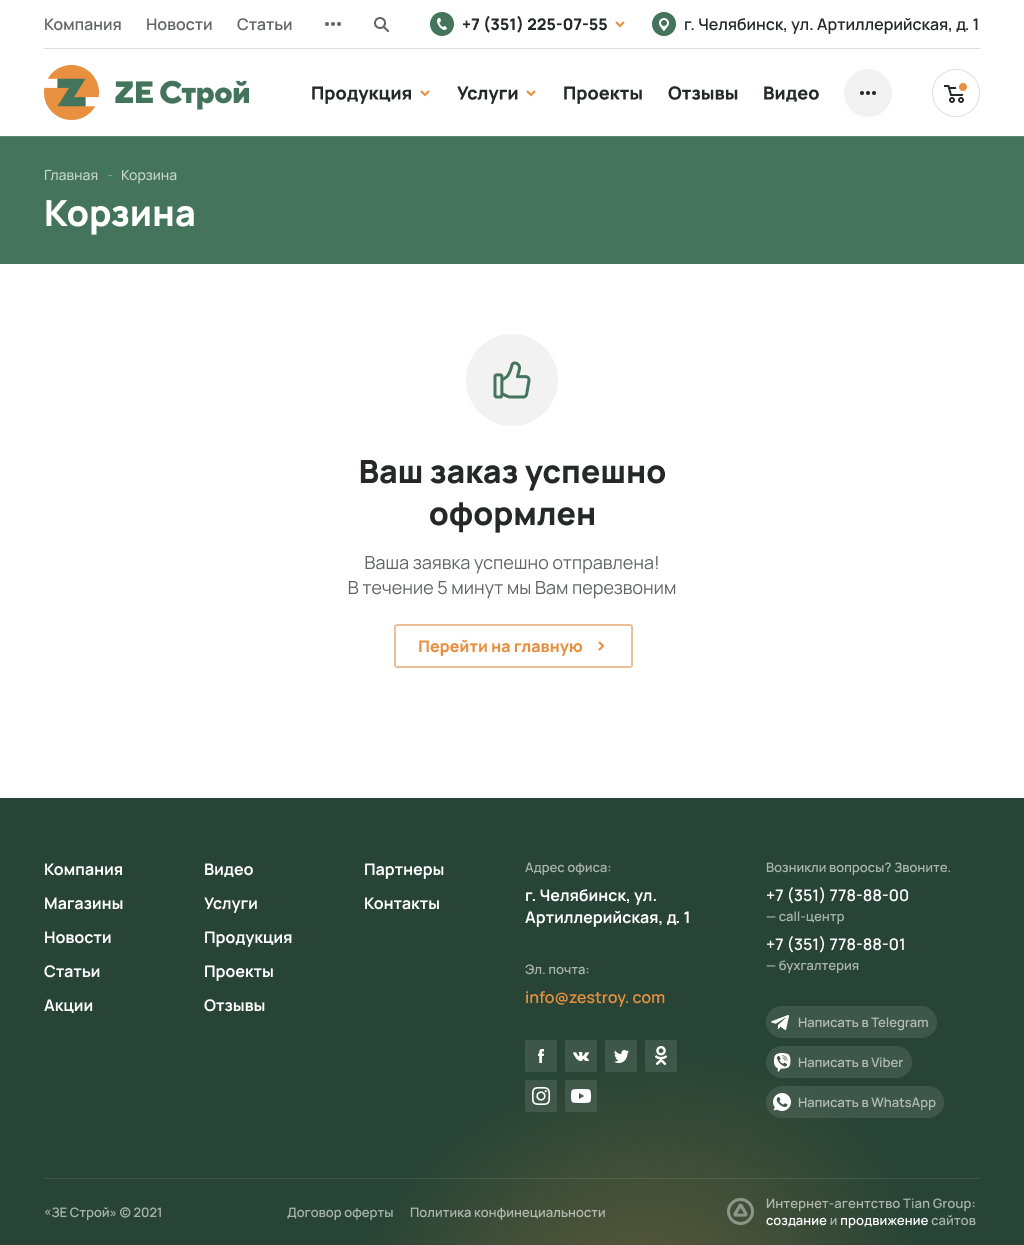 Компания Новости Статьи ••• +7 (351) 225-07-55 г. Челябинск, ул. Артиллерийская, д. 1
ZE Строй Продукция Услуги Проекты Отзывы Видео •••
Главная - Корзина
Корзина
Ваш заказ успешно
оформлен
Ваша заявка успешно отправлена!
В течение 5 минут мы Вам перезвоним
Перейти на главную
Компания
Магазины
Новости
Статьи
Акции
Видео
Услуги
Продукция
Проекты
Отзывы
Партнеры
Контакты
Адрес офиса:
г. Челябинск, ул.
Артиллерийская, д. 1
Эл. почта:
info@zestroy. com
Возникли вопросы? Звоните.
+7 (351) 778-88-00
— call-центр
+7 (351) 778-88-01
— бухгалтерия
Написать в Telegram
Написать в Viber
Написать в WhatsApp
«ЗЕ Строй» © 2021 Договор оферты Политика конфинециальности
Интернет-агентство Tian Group:
создание и продвижение сайтов